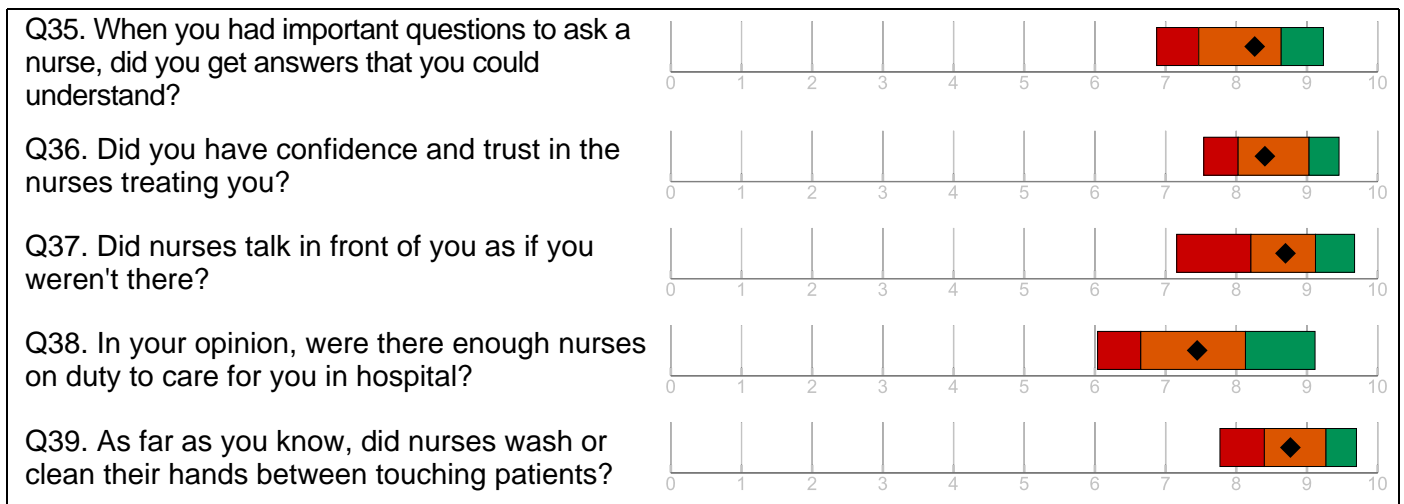 Q35. When you had important questions to ask a
nurse, did you get answers that you could
understand?
0 1 2 3 4 5 6 7 8 9 10
Q36. Did you have confidence and trust in the
nurses treating you?
0 1 2 3 4 5 6 7 8 9 10
Q37. Did nurses talk in front of you as if you
weren't there?
0 1 2 3 4 5 6 7 8 9 10
Q38. In your opinion, were there enough nurses
on duty to care for you in hospital?
0 1 2 3 4 5 6 7 8 9 10
Q39. As far as you know, did nurses wash or
clean their hands between touching patients?
0 1 2 3 4 5 6 7 8 9 10